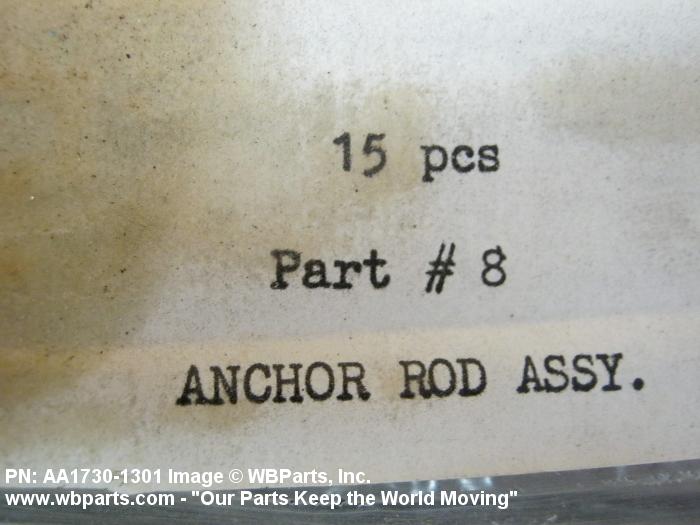 15 pcs
Part # 8
ANCHOR ROD ASSY.
PN: AA1730-1301 Image © WBParts, Inc.
www.wbparts.com - "Our Parts Keep the World Moving"